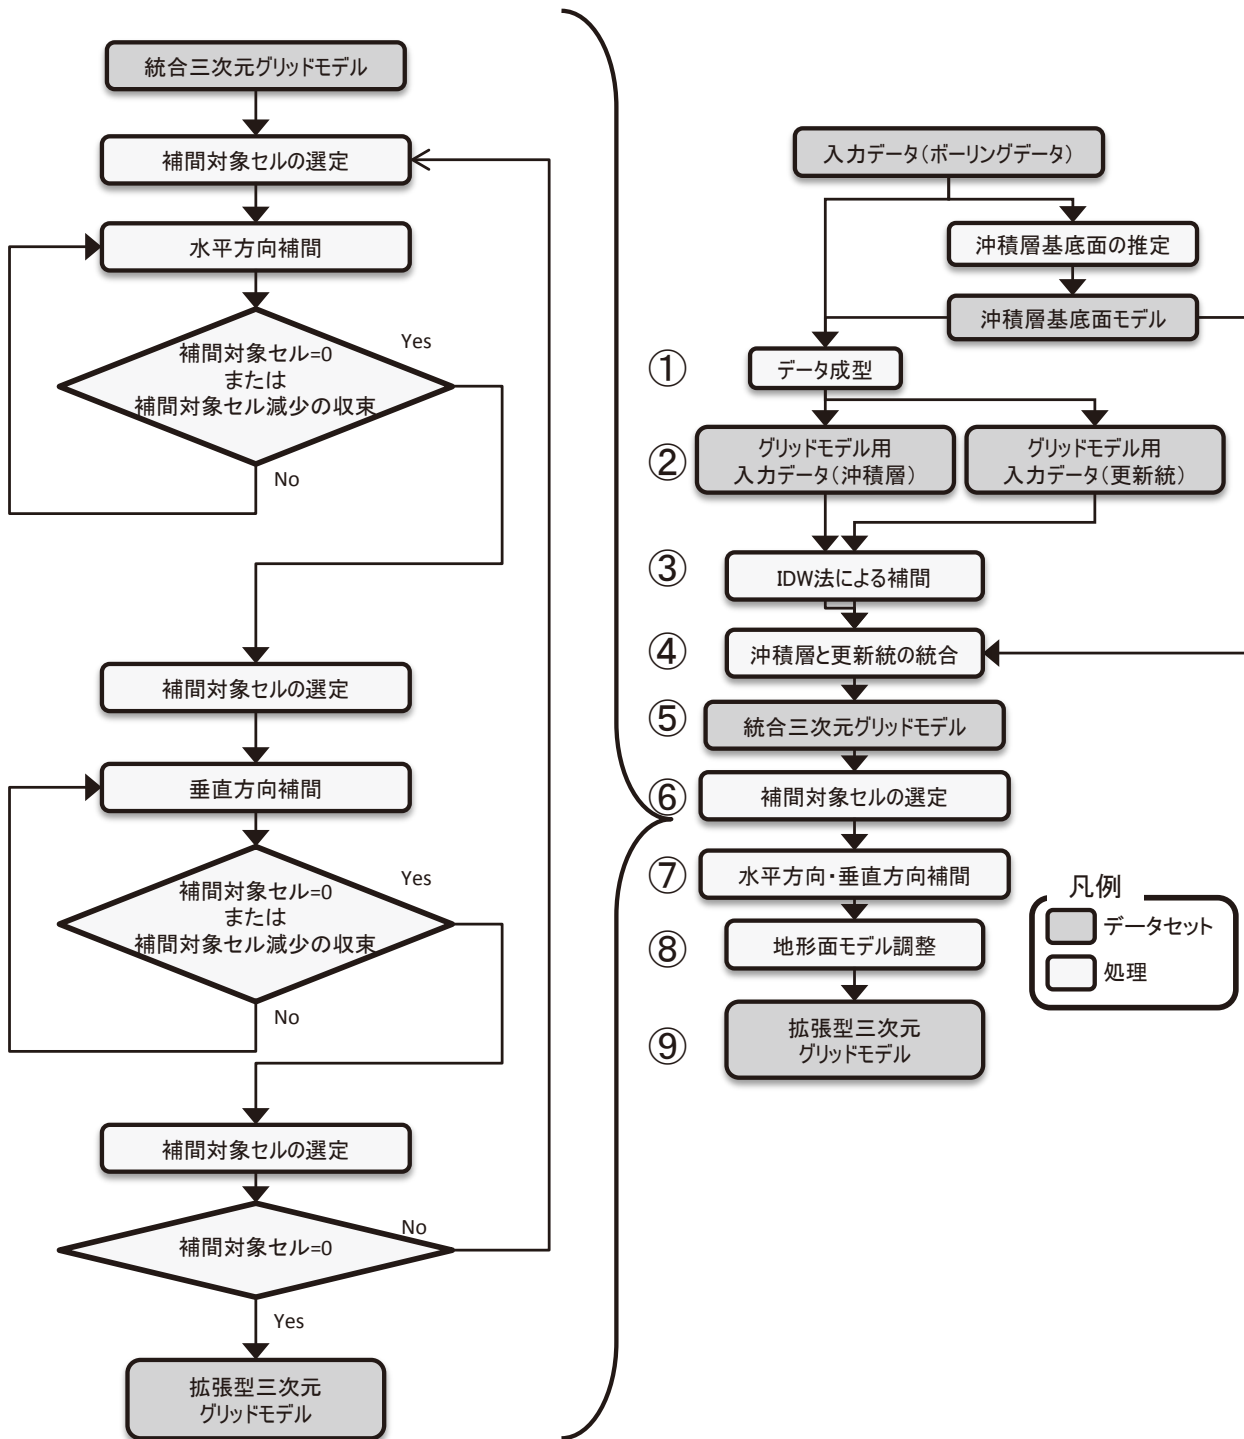 統合三次元グリッドモデル
補間対象セルの選定
水平方向補間
補間対象セル=0
または
補間対象セル減少の収束
Yes
No
補間対象セルの選定
垂直方向補間
補間対象セル=0
または
補間対象セル減少の収束
Yes
No
補間対象セルの選定
補間対象セル=0
No
Yes
拡張型三次元
グリッドモデル
入力データ(ボーリングデータ)
沖積層基底面の推定
沖積層基底面モデル
① データ成型
②
グリッドモデル用
入力データ(沖積層)
グリッドモデル用
入力データ(更新統)
③ IDW法による補間
④ 沖積層と更新統の統合
⑤ 統合三次元グリッドモデル
⑥ 補間対象セルの選定
⑦ 水平方向・垂直方向補間
⑧ 地形面モデル調整
⑨
拡張型三次元
グリッドモデル
凡例
データセット
処理